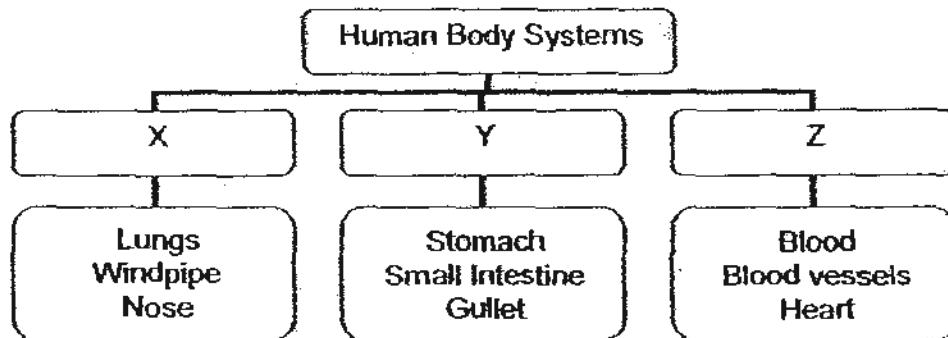 Human Body Systems
X
Y
Z
Lungs
Windpipe
Nose
Stomach
Small Intestine
Gullet
Blood
Blood vessels
Heart